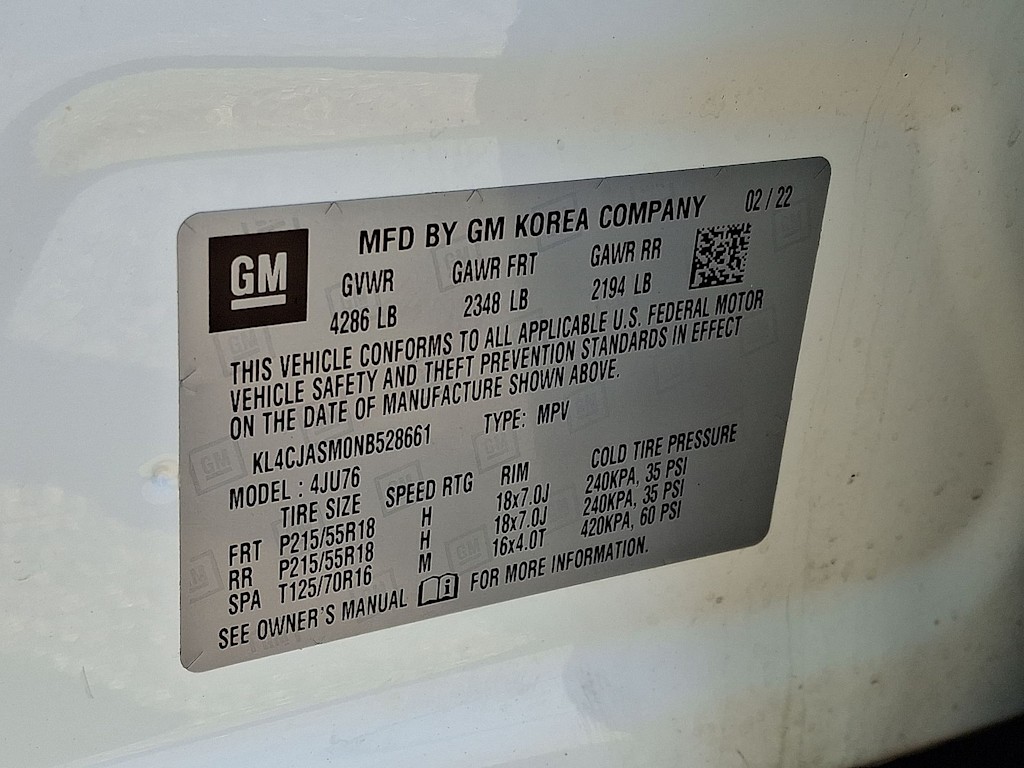 GM
MFD BY GM KOREA COMPANY 02 / 22
GVWR GAWR FRT GAWR RR
4286 LB 2348 LB 2194 LB
THIS VEHICLE CONFORMS TO ALL APPLICABLE U.S. FEDERAL MOTOR
VEHICLE SAFETY AND THEFT PREVENTION STANDARDS IN EFFECT
ON THE DATE OF MANUFACTURE SHOWN ABOVE.
KL4CJASM0NB528661 TYPE: MPV
MODEL : 4JU76
TIRE SIZE SPEED RTG RIM COLD TIRE PRESSURE
FRT P215/55R18 H 18x7.0J 240KPA, 35 PSI
RR P215/55R18 H 18x7.0J 240KPA, 35 PSI
SPA T125/70R16 M 16x4.0T 420KPA, 60 PSI
SEE OWNER'S MANUAL FOR MORE INFORMATION.